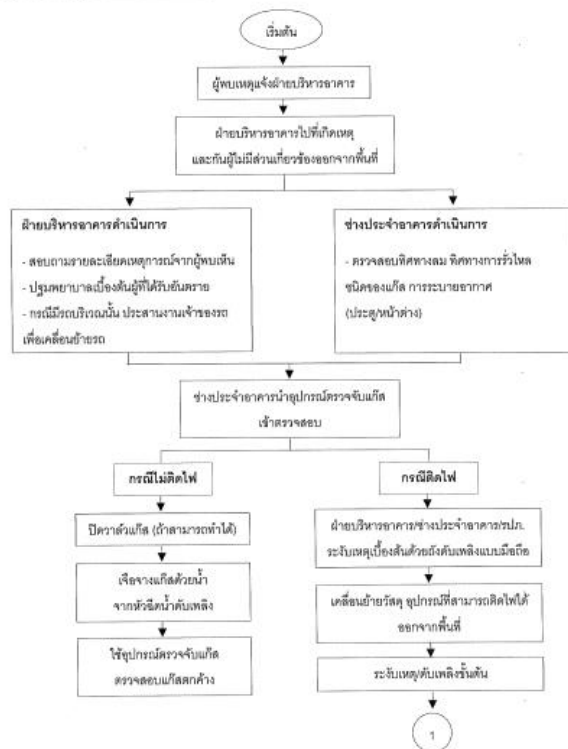 เริ่มต้น
ผู้พบเหตุแจ้งฝ่ายบริหารอาคาร
ฝ่ายบริหารอาคารไปที่เกิดเหตุ
และกันผู้ไม่มีส่วนเกี่ยวข้องออกจากพื้นที่
ฝ่ายบริหารอาคารดำเนินการ
- สอบถามรายละเอียดเหตุการณ์จากผู้พบเห็น
- ปฐมพยาบาลเบื้องต้นผู้ที่ได้รับอันตราย
- กรณีมีรถบริเวณนั้น ประสานงานเจ้าของรถ
เพื่อเคลื่อนย้ายรถ
ช่างประจำอาคารดำเนินการ
- ตรวจสอบทิศทางลม ทิศทางการรั่วไหล
ชนิดของแก๊ส การระบายอากาศ
(ประตู/หน้าต่าง)
ช่างประจำอาคารนำอุปกรณ์ตรวจจับแก๊ส
เข้าตรวจสอบ
กรณีไม่ติดไฟ
ปิดวาล์วแก๊ส (ถ้าสามารถทำได้)
เจือจางแก๊สด้วยน้ำ
จากหัวฉีดน้ำดับเพลิง
ใช้อุปกรณ์ตรวจจับแก๊ส
ตรวจสอบแก๊สตกค้าง
กรณีติดไฟ
ฝ่ายบริหารอาคาร/ช่างประจำอาคาร/รปภ.
ระงับเหตุเบื้องต้นด้วยถังดับเพลิงแบบมือถือ
เคลื่อนย้ายวัสดุ อุปกรณ์ที่สามารถติดไฟได้
ออกจากพื้นที่
ระงับเหตุ/ดับเพลิงขั้นต้น
1